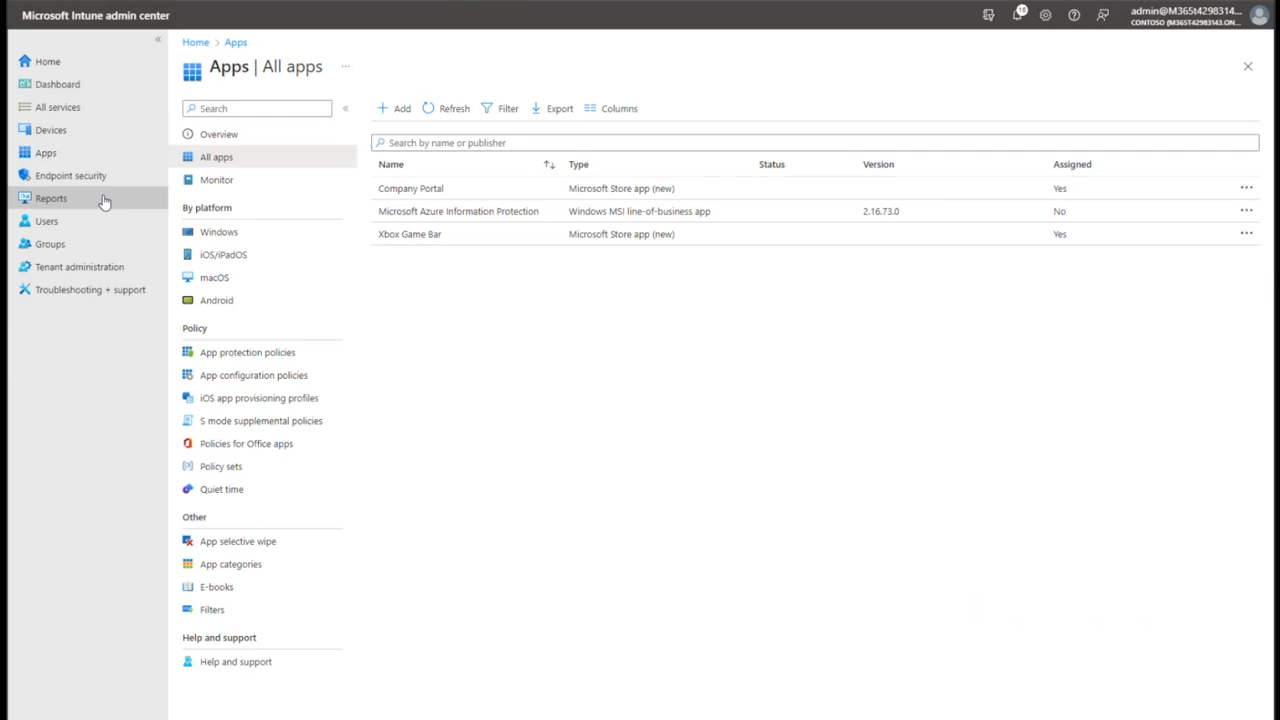 Microsoft Intune admin center
16
admin@M365t4298314...
CONTOSO (M365T4298143.ON...
Home
Dashboard
All services
Devices
Apps
Endpoint security
Reports
Users
Groups
Tenant administration
Troubleshooting + support
Home > Apps
Apps | All apps ...
Search
Overview
All apps
Monitor
By platform
Windows
iOS/iPadOS
macOS
Android
Policy
App protection policies
App configuration policies
iOS app provisioning profiles
S mode supplemental policies
Policies for Office apps
Policy sets
Quiet time
Other
App selective wipe
App categories
E-books
Filters
Help and support
Help and support
Add Refresh Filter Export Columns
Search by name or publisher
Name Type Status Version Assigned
Company Portal Microsoft Store app (new) Yes
Microsoft Azure Information Protection Windows MSI line-of-business app 2.16.73.0 No
Xbox Game Bar Microsoft Store app (new) Yes